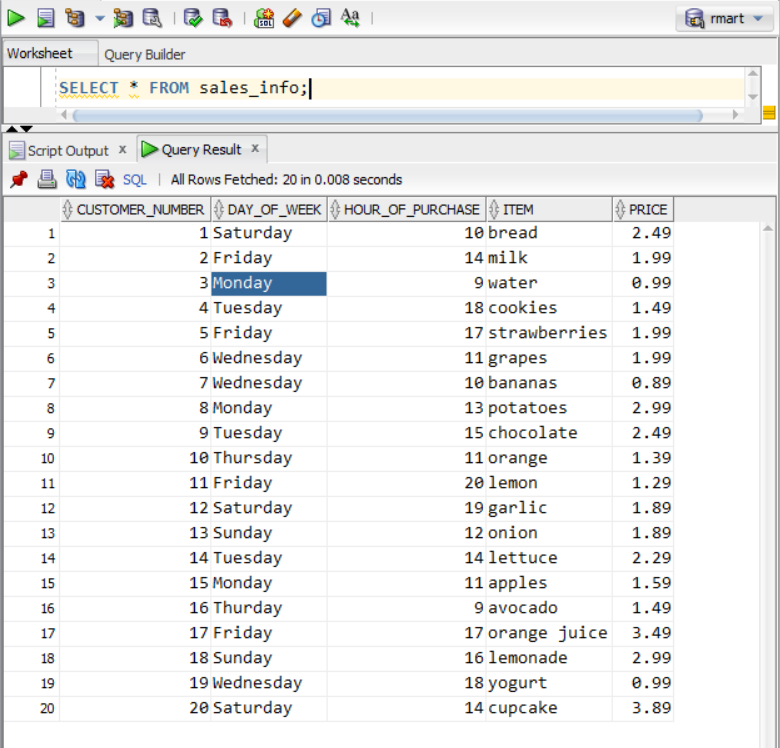 rmart
Worksheet Query Builder
SELECT * FROM sales_info;
Script Output x Query Result x
SQL | All Rows Fetched: 20 in 0.008 seconds
CUSTOMER_NUMBER DAY_OF_WEEK HOUR_OF_PURCHASE ITEM PRICE
1 1 Saturday 10 bread 2.49
2 2 Friday 14 milk 1.99
3 3 Monday 9 water 0.99
4 4 Tuesday 18 cookies 1.49
5 5 Friday 17 strawberries 1.99
6 6 Wednesday 11 grapes 1.99
7 7 Wednesday 10 bananas 0.89
8 8 Monday 13 potatoes 2.99
9 9 Tuesday 15 chocolate 2.49
10 10 Thursday 11 orange 1.39
11 11 Friday 20 lemon 1.29
12 12 Saturday 19 garlic 1.89
13 13 Sunday 12 onion 1.89
14 14 Tuesday 14 lettuce 2.29
15 15 Monday 11 apples 1.59
16 16 Thurday 9 avocado 1.49
17 17 Friday 17 orange juice 3.49
18 18 Sunday 16 lemonade 2.99
19 19 Wednesday 18 yogurt 0.99
20 20 Saturday 14 cupcake 3.89